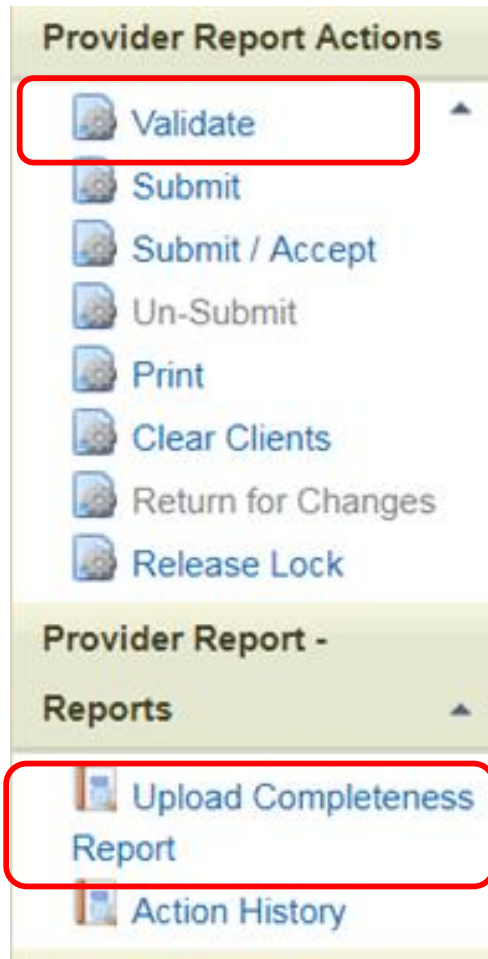 Provider Report Actions
Validate
Submit
Submit / Accept
Un-Submit
Print
Clear Clients
Return for Changes
Release Lock
Provider Report -
Reports
Upload Completeness
Report
Action History